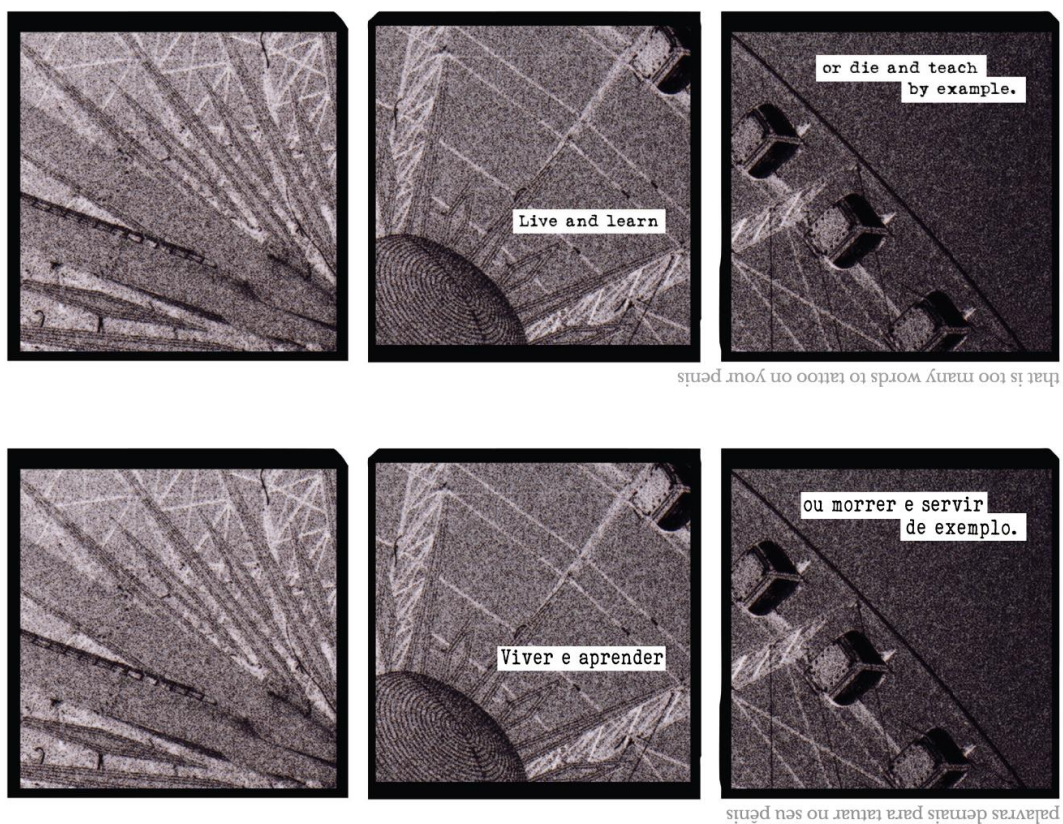 or die and teach
by example.
Live and learn
that is too many words to tattoo on your penis
ou morrer e servir
de exemplo.
Viver e aprender
palavras demais para tatuar no seu pênis